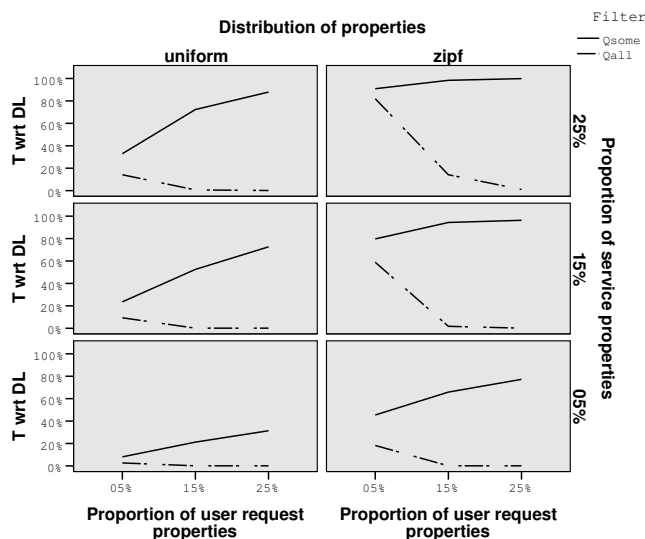 Filter
Qsome
Qall
Distribution of properties
uniform
zipf
T wrt DL
100%
80%
60%
40%
20%
0%
25%
T wrt DL
100%
80%
60%
40%
20%
0%
15%
T wrt DL
100%
80%
60%
40%
20%
0%
05%
Proportion of service properties
05% 15% 25%
05% 15% 25%
Proportion of user request
properties
Proportion of user request
properties